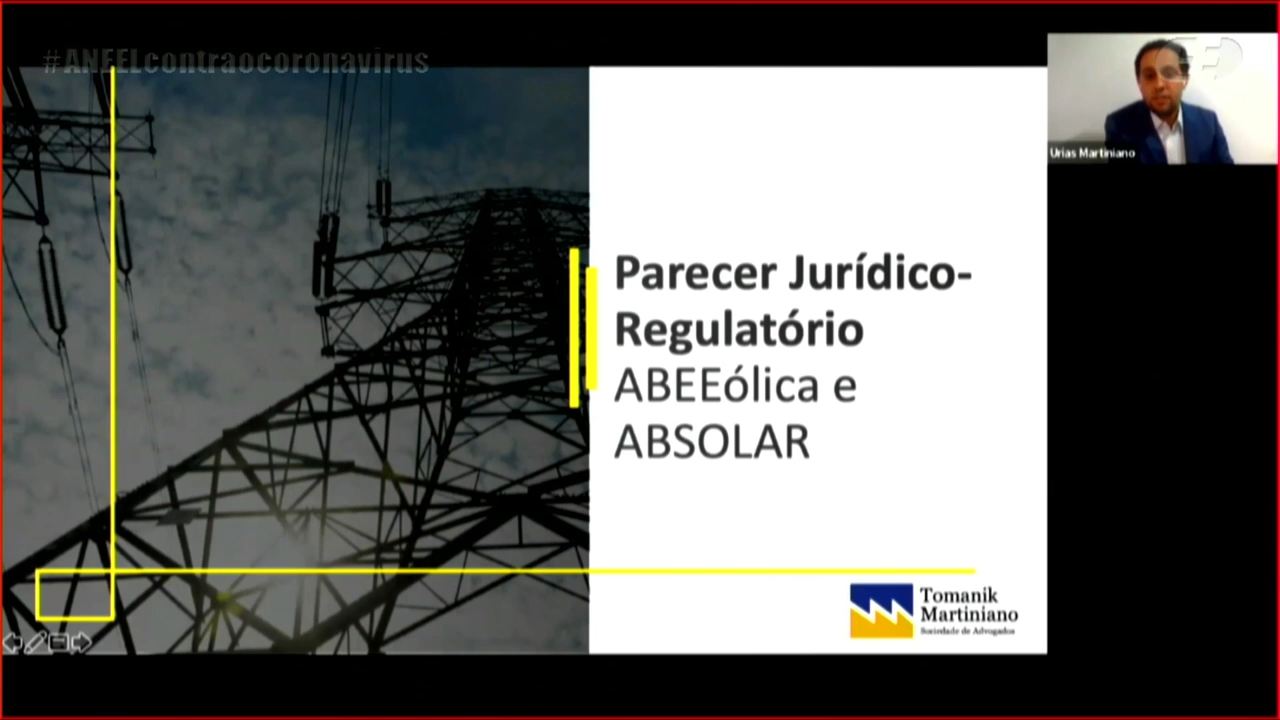 #ANEELcontraocoronavirus
Urias Martiniano
Parecer Jurídico-
Regulatório
ABEEólica e
ABSOLAR
Tomanik
Martiniano
Sociedade de Advogados